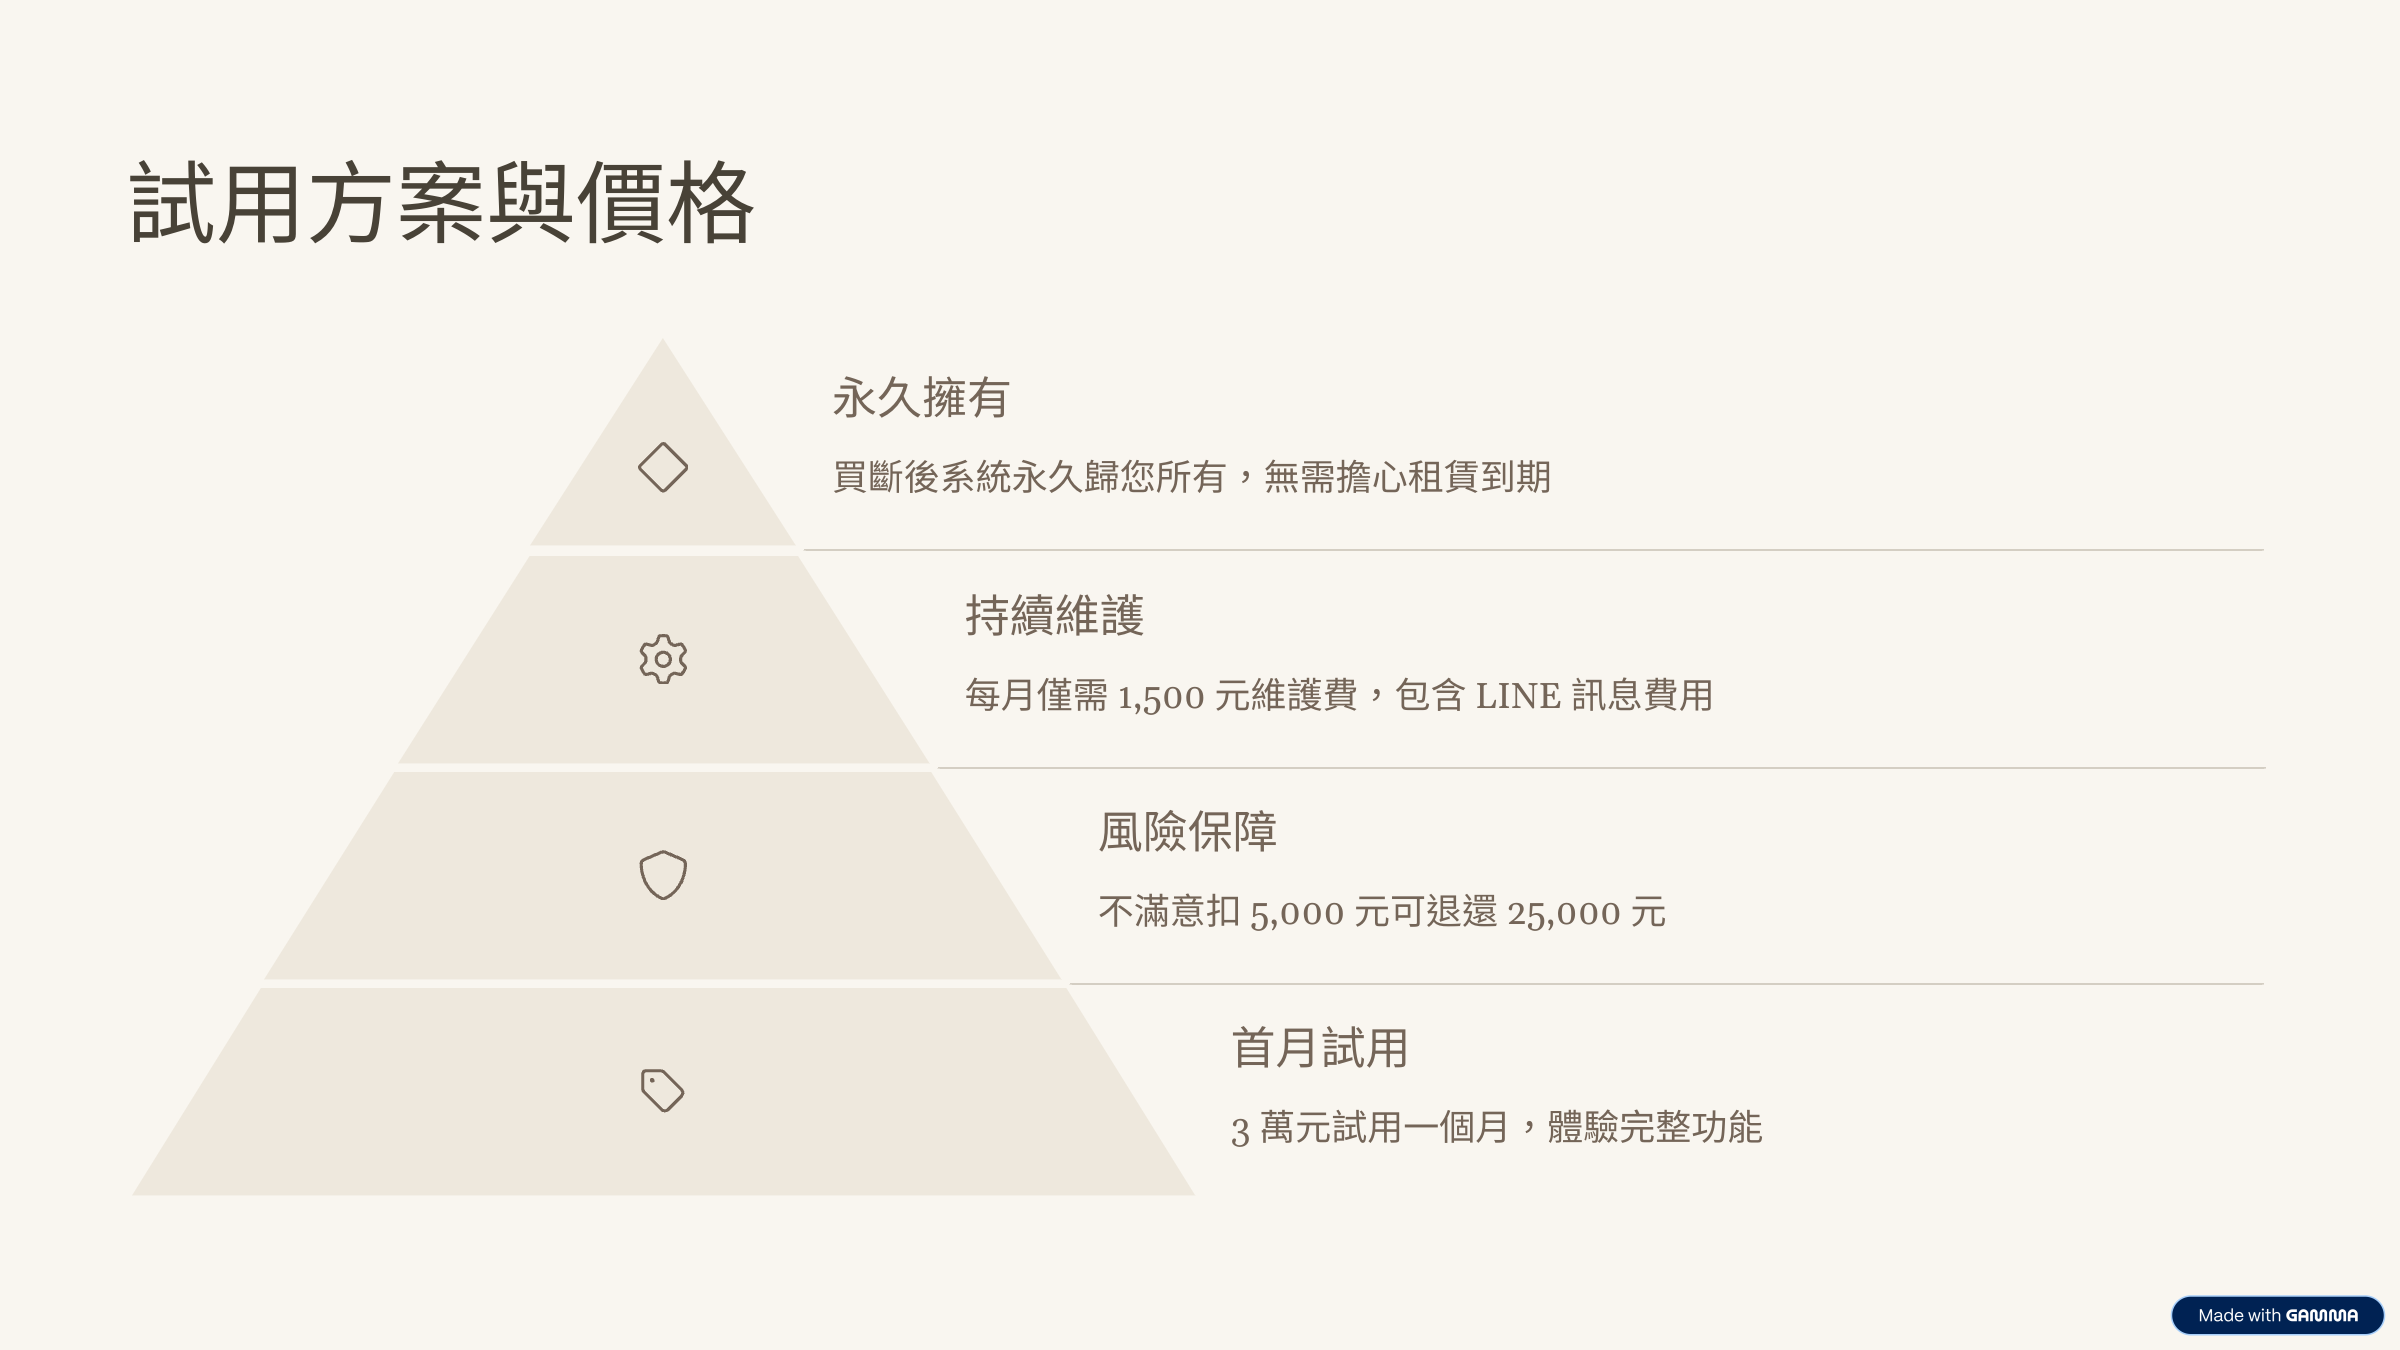 試用方案與價格
永久擁有
買斷後系統永久歸您所有，無需擔心租賃到期
持續維護
每月僅需 1,500 元維護費，包含 LINE 訊息費用
風險保障
不滿意扣 5,000 元可退還 25,000 元
首月試用
3 萬元試用一個月，體驗完整功能
Made with GAMMA